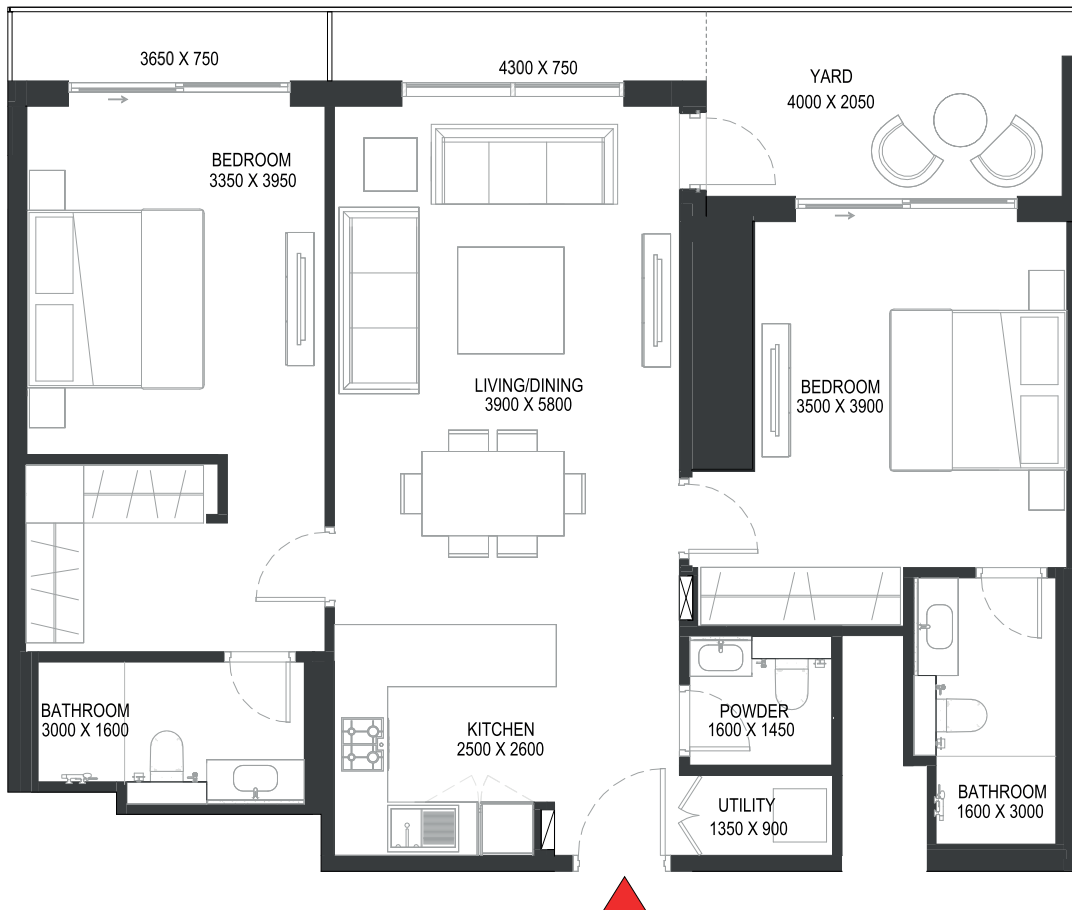 3650 X 750
4300 X 750
YARD
4000 X 2050
BEDROOM
3350 X 3950
LIVING/DINING
3900 X 5800
BEDROOM
3500 X 3900
BATHROOM
3000 X 1600
KITCHEN
2500 X 2600
POWDER
1600 X 1450
UTILITY
1350 X 900
BATHROOM
1600 X 3000